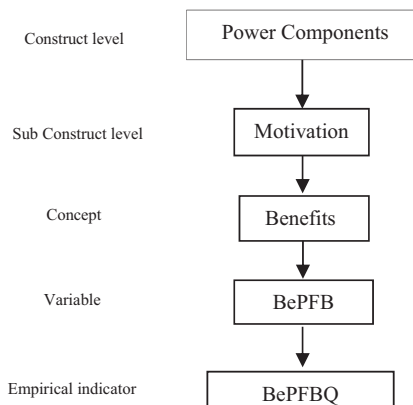 Construct level
Power Components
Sub Construct level
Motivation
Concept
Benefits
Variable
BePFB
Empirical indicator
BePFBQ